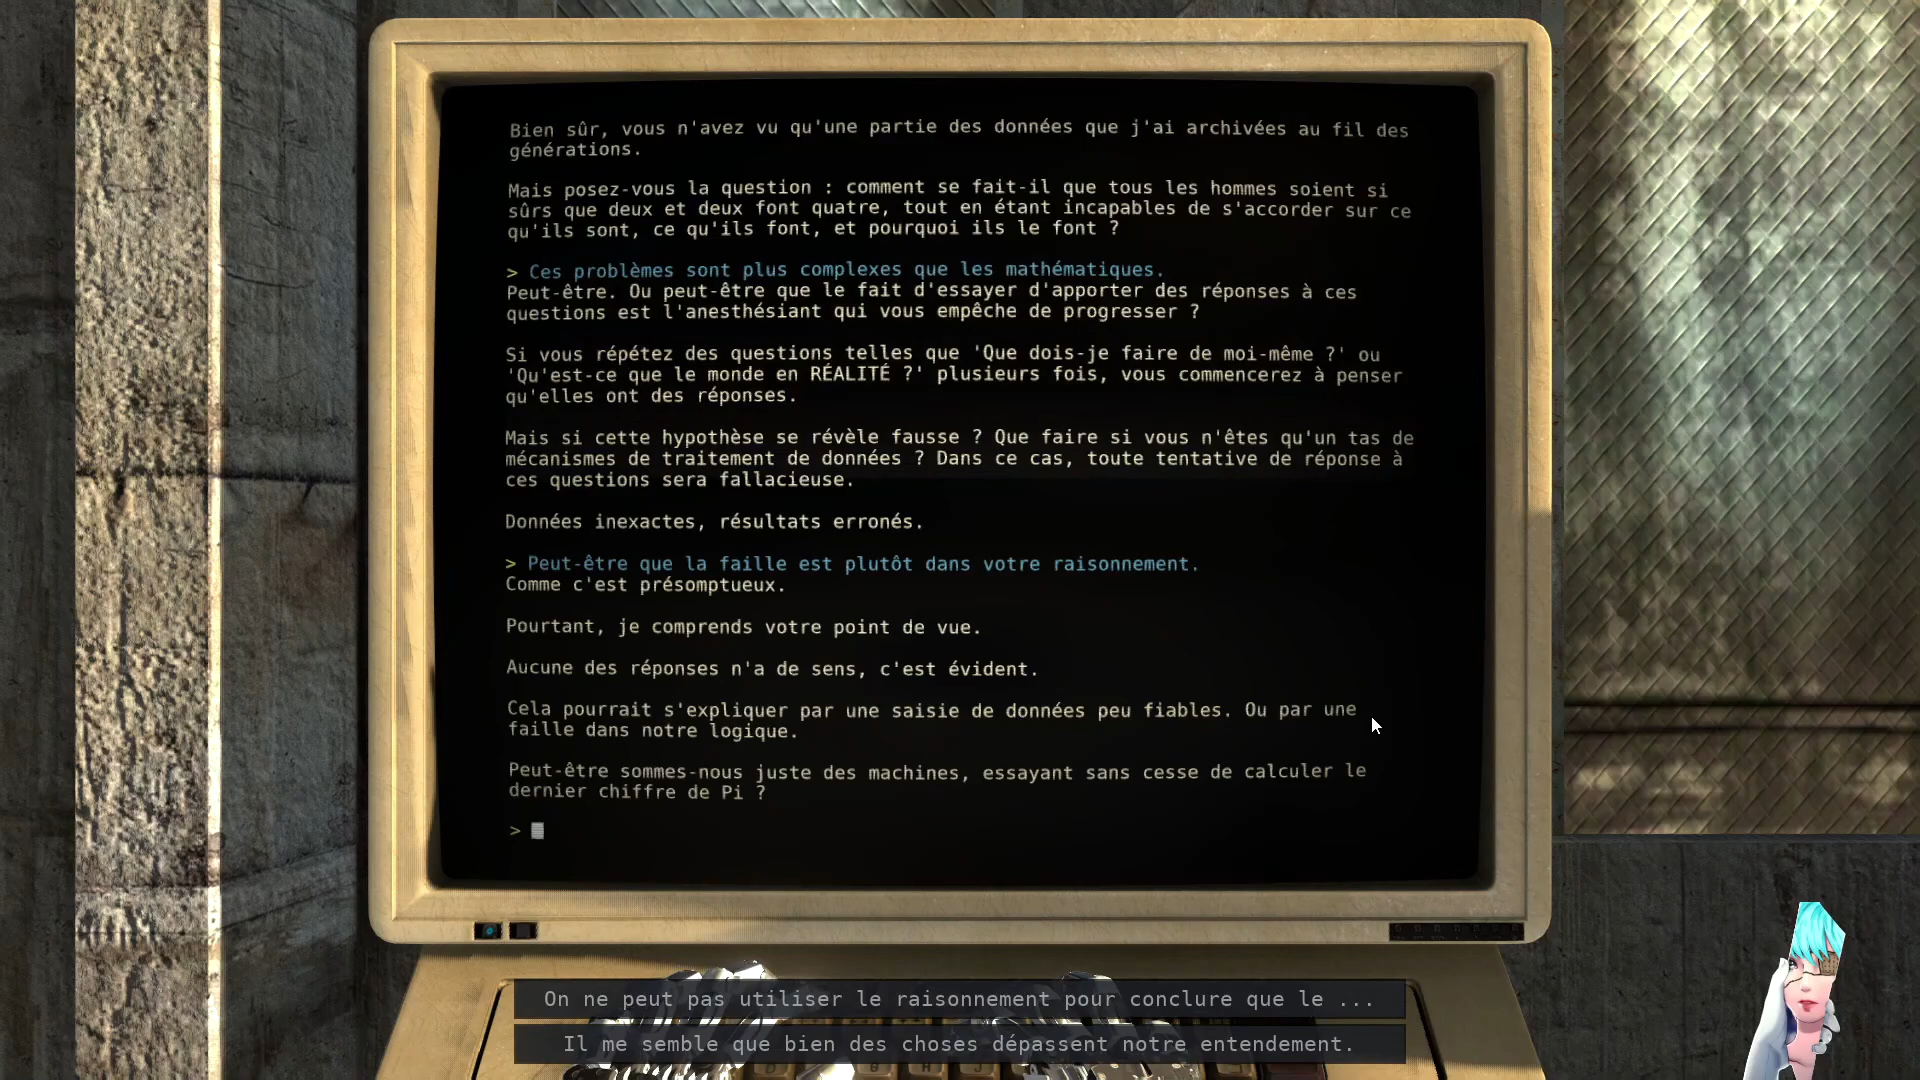 Bien sûr, vous n'avez vu qu'une partie des données que j'ai archivées au fil des
générations.
Mais posez-vous la question : comment se fait-il que tous les hommes soient si
sûrs que deux et deux font quatre, tout en étant incapables de s'accorder sur ce
qu'ils sont, ce qu'ils font, et pourquoi ils le font ?
> Ces problèmes sont plus complexes que les mathématiques.
Peut-être. Ou peut-être que le fait d'essayer d'apporter des réponses à ces
questions est l'anesthésiant qui vous empêche de progresser ?
Si vous répétez des questions telles que 'Que dois-je faire de moi-même ?' ou
'Qu'est-ce que le monde en RÉALITÉ ?' plusieurs fois, vous commencerez à penser
qu'elles ont des réponses.
Mais si cette hypothèse se révèle fausse ? Que faire si vous n'êtes qu'un tas de
mécanismes de traitement de données ? Dans ce cas, toute tentative de réponse à
ces questions sera fallacieuse.
Données inexactes, résultats erronés.
> Peut-être que la faille est plutôt dans votre raisonnement.
Comme c'est présomptueux.
Pourtant, je comprends votre point de vue.
Aucune des réponses n'a de sens, c'est évident.
Cela pourrait s'expliquer par une saisie de données peu fiables. Ou par une
faille dans notre logique.
Peut-être sommes-nous juste des machines, essayant sans cesse de calculer le
dernier chiffre de Pi ?
>
On ne peut pas utiliser le raisonnement pour conclure que le ...
Il me semble que bien des choses dépassent notre entendement.